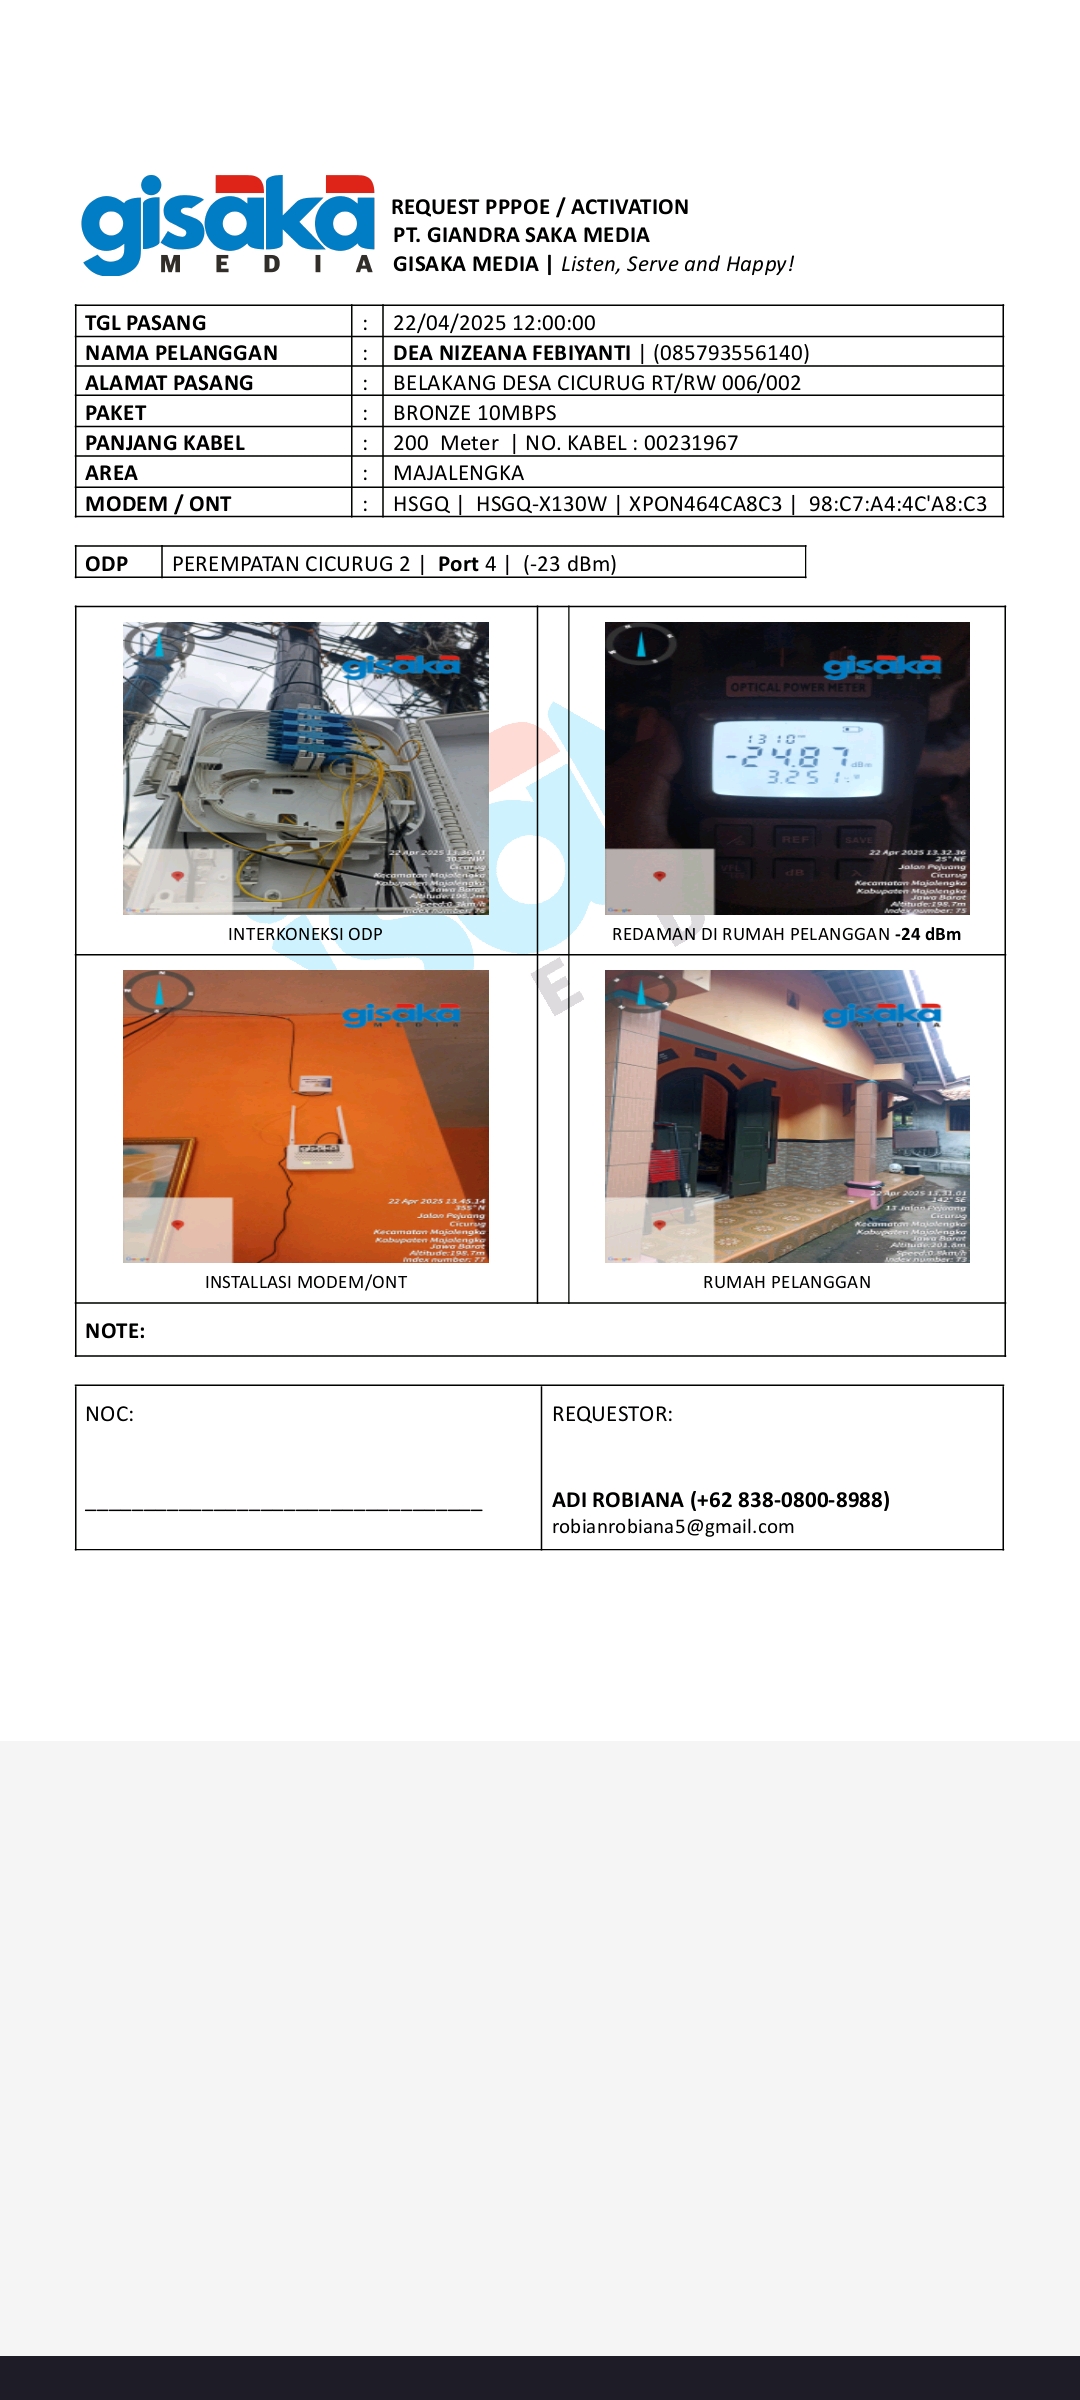 gisaka
MEDIA
REQUEST PPPOE / ACTIVATION
PT. GIANDRA SAKA MEDIA
GISAKA MEDIA | Listen, Serve and Happy!
TGL PASANG : 22/04/2025 12:00:00
NAMA PELANGGAN : DEA NIZEANA FEBIYANTI | (085793556140)
ALAMAT PASANG : BELAKANG DESA CICURUG RT/RW 006/002
PAKET : BRONZE 10MBPS
PANJANG KABEL : 200 Meter | NO. KABEL : 00231967
AREA : MAJALENGKA
MODEM / ONT : HSGQ | HSGQ-X130W | XPON464CA8C3 | 98:C7:A4:4C'A8:C3
ODP PEREMPATAN CICURUG 2 | Port 4 | (-23 dBm)
gisaka
22 Apr 2025
Cicurug
Kecamatan Majalengka
Kabupaten Majalengka
Jawa Barat
Index number: 76
INTERKONEKSI ODP
gisaka
OPTICAL POWER METER
1310
-24.87 dBm
3.251
REF
SAVE
dB
22 Apr 2025 13.32.36
25° NE
Jalan Pejuang
Cicurug
Kecamatan Majalengka
Kabupaten Majalengka
Jawa Barat
Altitude:198.7m
Index number: 75
REDAMAN DI RUMAH PELANGGAN -24 dBm
gisaka
MEDIA
22 Apr 2025 13.45.14
355° N
Jalan Pejuang
Cicurug
Kecamatan Majalengka
Kabupaten Majalengka
Jawa Barat
Altitude:198.7m
Index number: 77
INSTALLASI MODEM/ONT
gisaka
MEDIA
22 Apr 2025 13.31.01
142° SE
13 Jalan Pejuang
Cicurug
Kecamatan Majalengka
Kabupaten Majalengka
Jawa Barat
Altitude:201.8m
Speed:0.8km/h
Index number: 73
RUMAH PELANGGAN
NOTE:
NOC:
REQUESTOR:
ADI ROBIANA (+62 838-0800-8988)
robianrobiana5@gmail.com